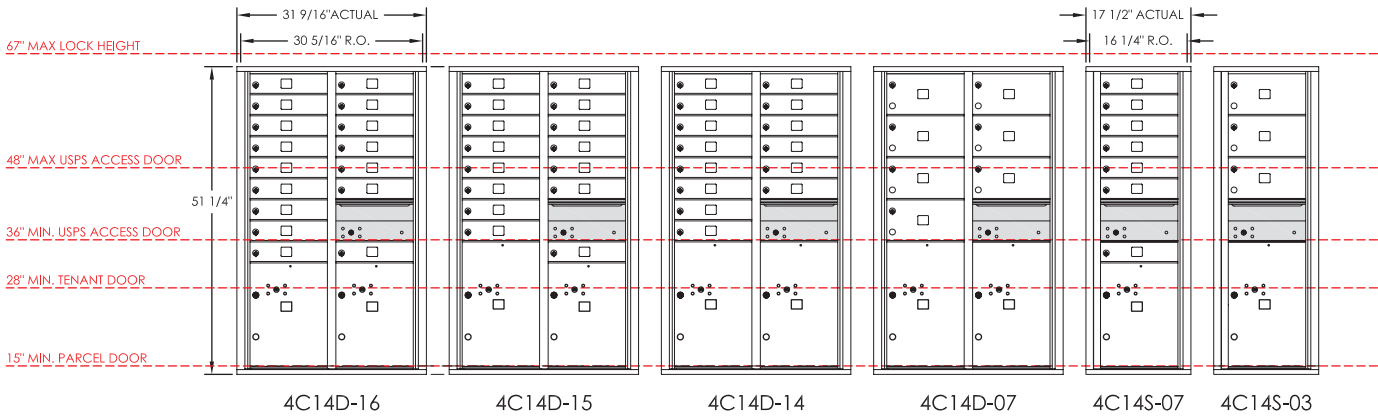 31 9/16"ACTUAL
30 5/16" R.O.
17 1/2" ACTUAL
16 1/4" R.O.
67" MAX LOCK HEIGHT
48" MAX USPS ACCESS DOOR
51 1/4"
36" MIN. USPS ACCESS DOOR
28" MIN. TENANT DOOR
15" MIN. PARCEL DOOR
4C14D-16
4C14D-15
4C14D-14
4C14D-07
4C14S-07
4C14S-03